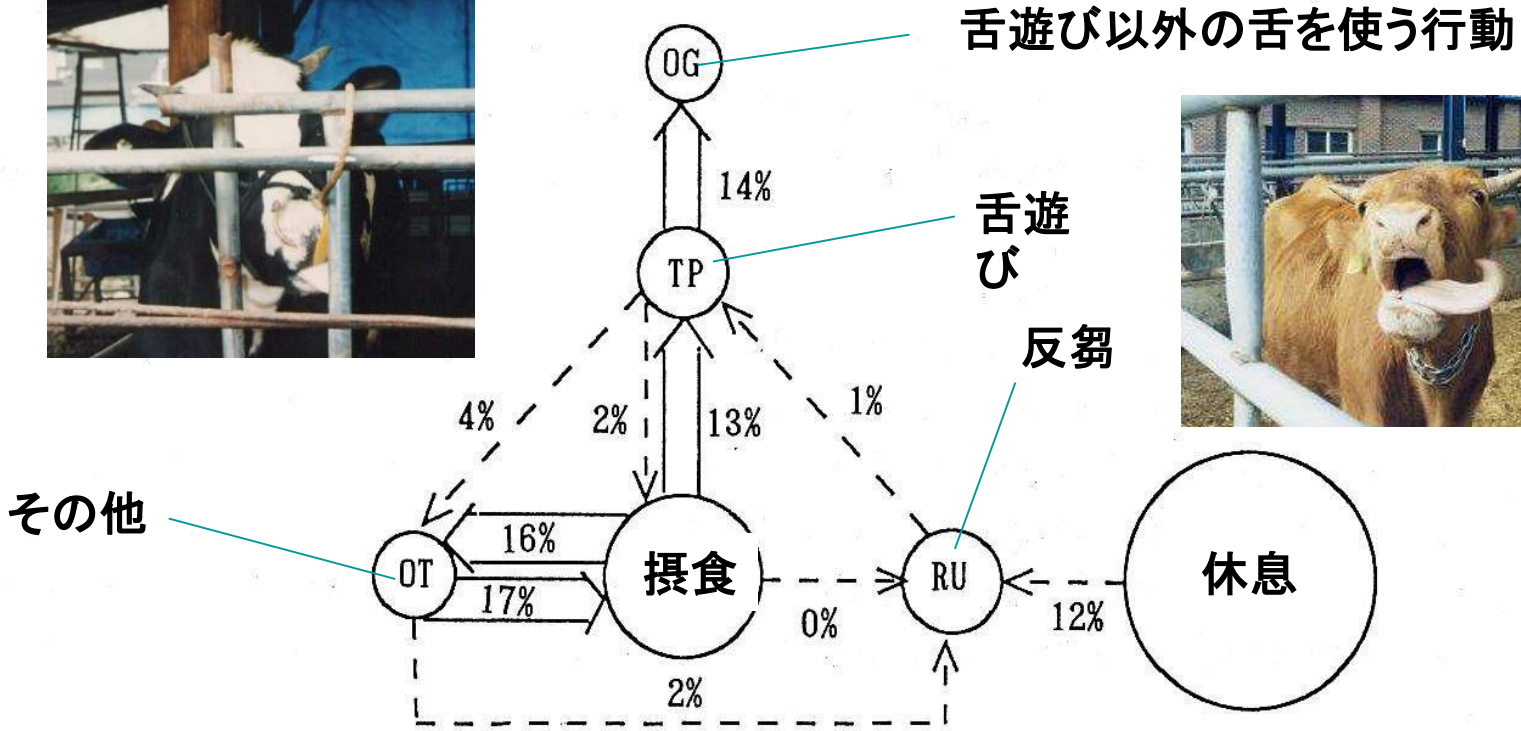 舌遊び以外の舌を使う行動
OG
14%
舌遊
び
TP
反芻
4%
2%
13%
1%
その他
16%
OT
摂食
RU
休息
17%
0%
12%
2%